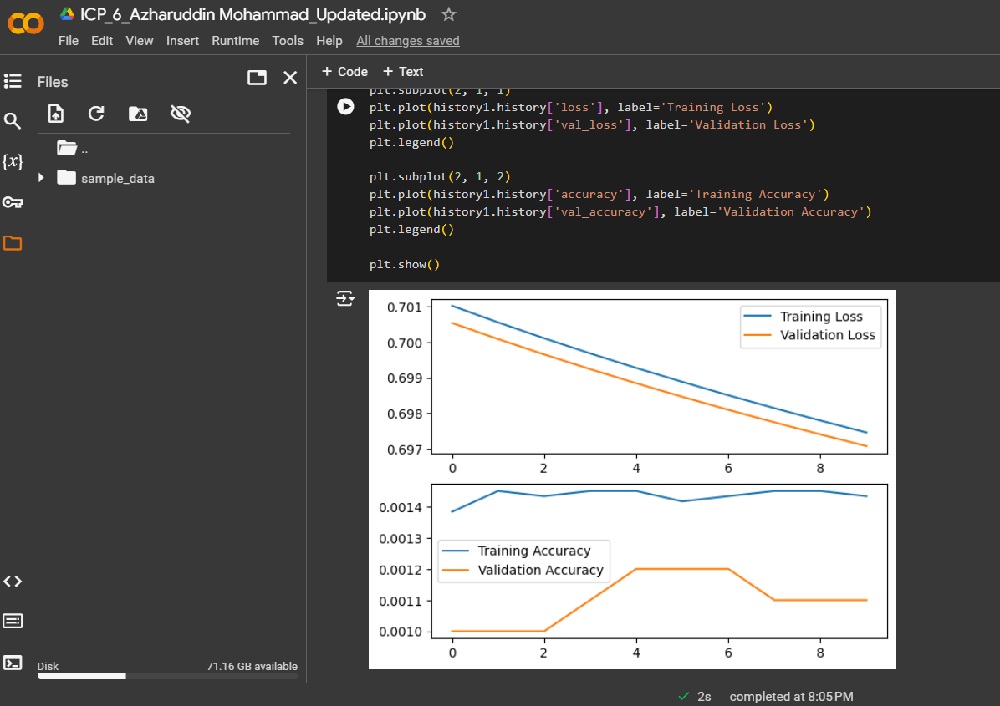 ICP_6_Azharuddin Mohammad_Updated.ipynb
File Edit View Insert Runtime Tools Help All changes saved
Files
+ Code + Text
..
sample_data
{x}
plt.subplot(2, 1, 1)
plt.plot(history1.history['loss'], label='Training Loss')
plt.plot(history1.history['val_loss'], label='Validation Loss')
plt.legend()
plt.subplot(2, 1, 2)
plt.plot(history1.history['accuracy'], label='Training Accuracy')
plt.plot(history1.history['val_accuracy'], label='Validation Accuracy')
plt.legend()
plt.show()
0.701
0.700
0.699
0.698
0.697
Training Loss
Validation Loss
0 2 4 6 8
0.0014
0.0013
0.0012
0.0011
0.0010
Training Accuracy
Validation Accuracy
0 2 4 6 8
Disk 71.16 GB available
2s completed at 8:05 PM